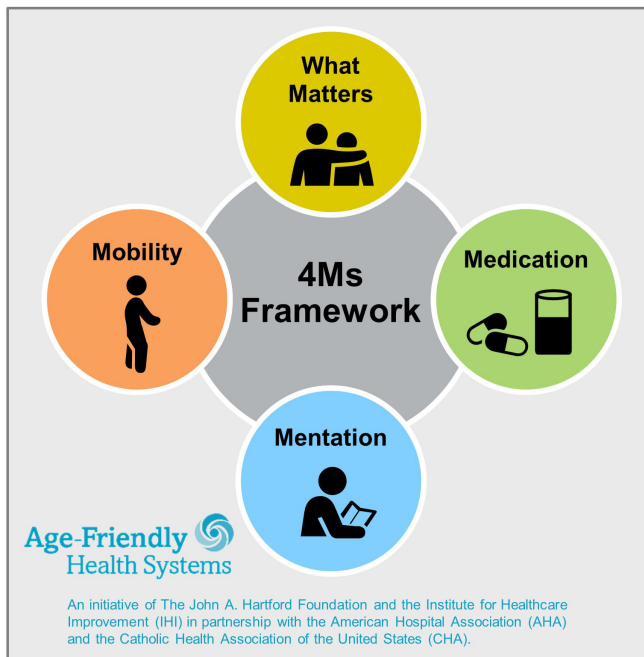 What
Matters
Mobility
4Ms
Framework
Medication
Mentation
Age-Friendly
Health Systems
An initiative of The John A. Hartford Foundation and the Institute for Healthcare
Improvement (IHI) in partnership with the American Hospital Association (AHA)
and the Catholic Health Association of the United States (CHA).